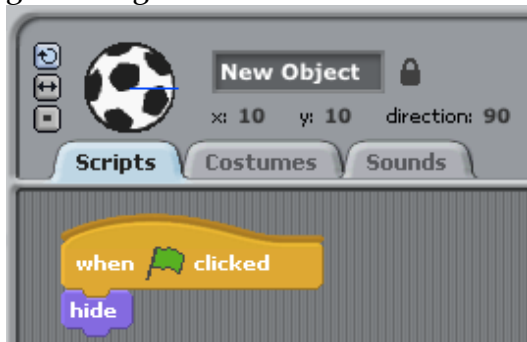 New Object
x: 10 y: 10 direction: 90
Scripts Costumes Sounds
when clicked
hide